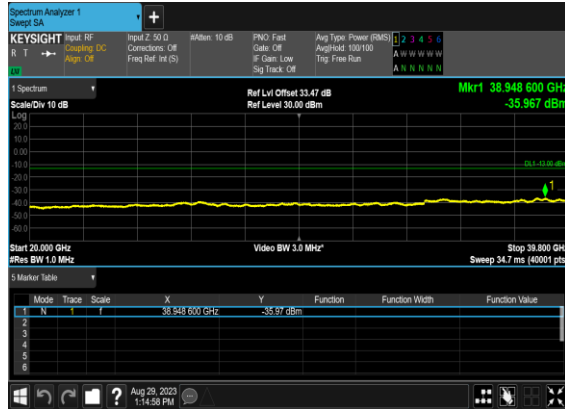 Spectrum Analyzer 1
Swept SA
+
KEYSIGHT Input: RF Input Z: 50 Ω #Atten: 10 dB PNO: Fast Avg Type: Power (RMS) 1 2 3 4 5 6
R T Coupling: DC Corrections: Off Gate: Off Avg|Hold: 100/100 A W W W W W
Align: Off Freq Ref: Int (S) IF Gain: Low Trig: Free Run
LXI Sig Track: Off A N N N N N
1 Spectrum Ref Lvl Offset 33.47 dB Mkr1 38.948 600 GHz
Scale/Div 10 dB Ref Level 30.00 dBm -35.967 dBm
Log
20.0
10.0
0.00
-10.0 DL1 -13.00 dBm
-20.0
-30.0 1
-40.0
-50.0
-60.0
Start 20.000 GHz Video BW 3.0 MHz* Stop 39.800 GHz
#Res BW 1.0 MHz Sweep 34.7 ms (40001 pts)
5 Marker Table
Mode Trace Scale X Y Function Function Width Function Value
1 N 1 f 38.948 600 GHz -35.97 dBm
2
3
4
5
6
? Aug 29, 2023
1:14:58 PM